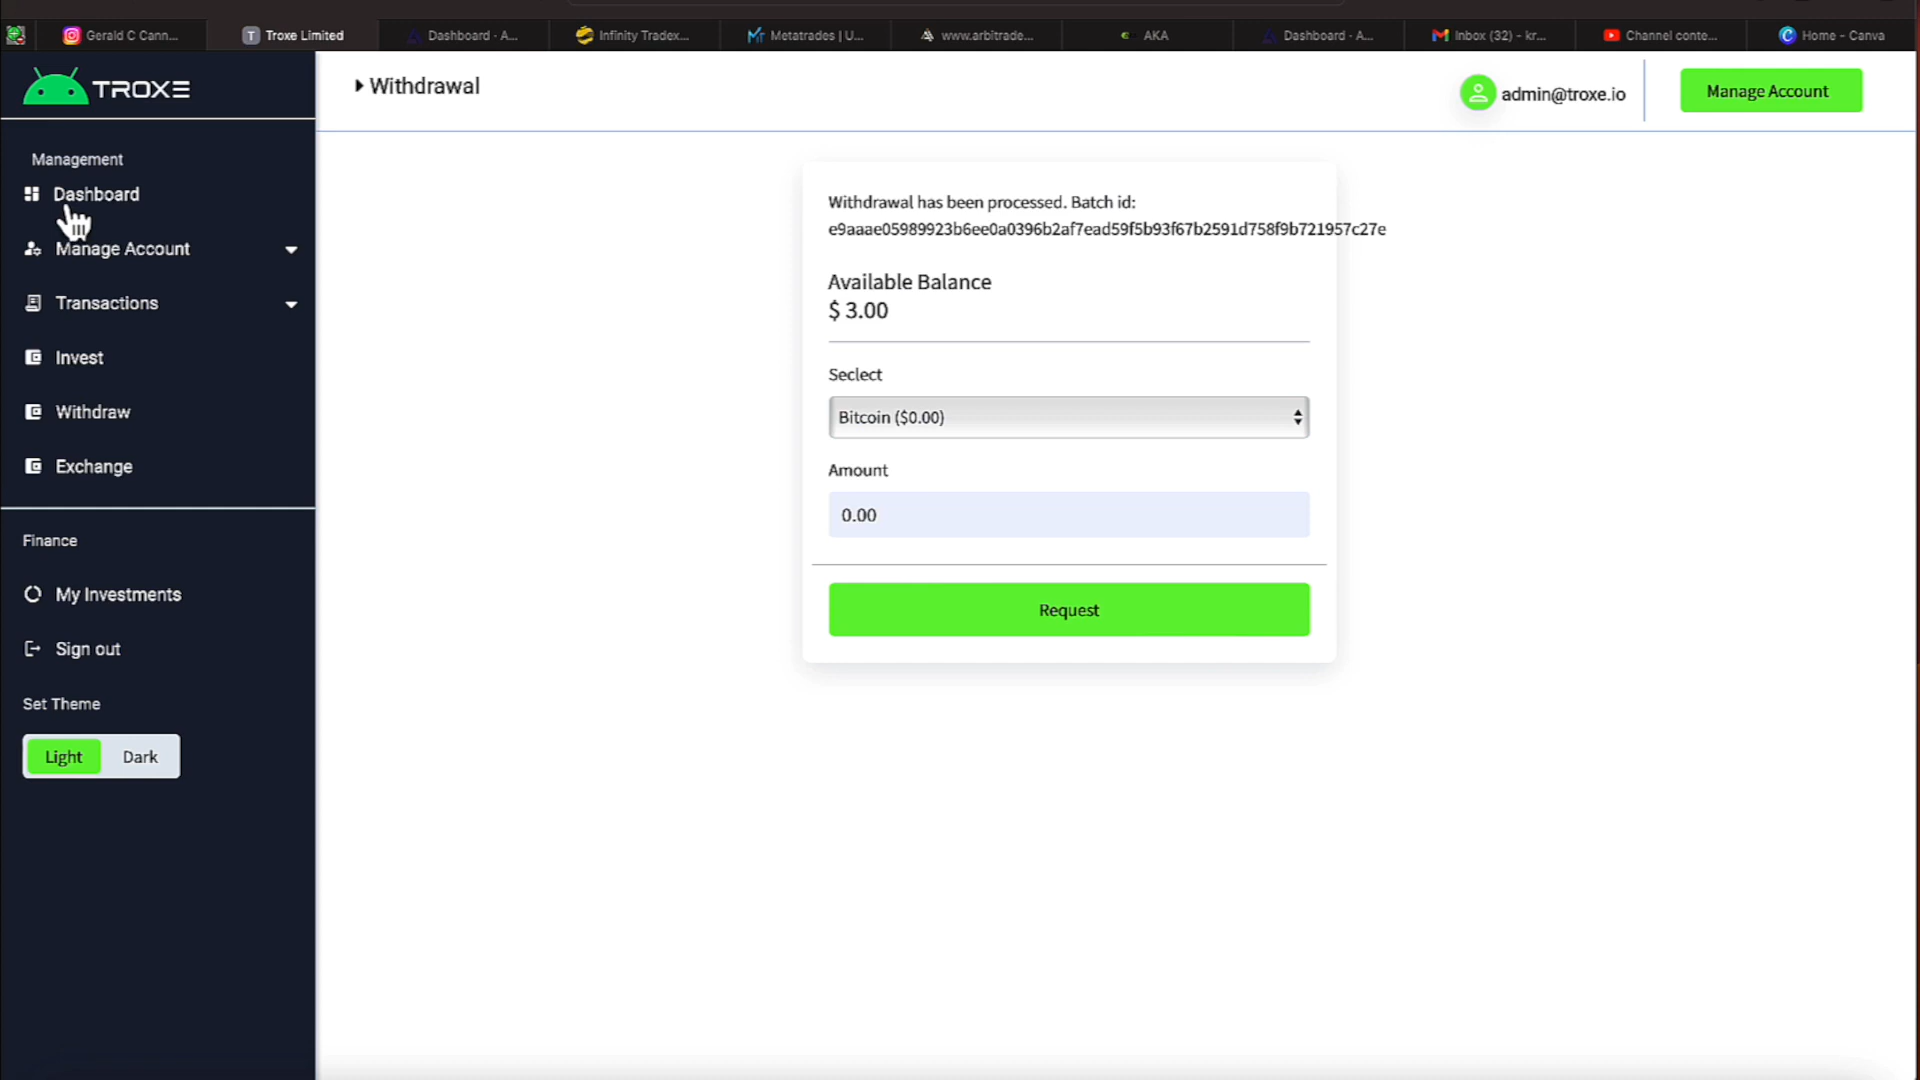 Gerald C Cann...
Troxe Limited
Dashboard - A...
Infinity Tradex...
Metatrades | U...
www.arbitrade...
AKA
Dashboard - A...
Inbox (32) - kr...
Channel conte...
Home - Canva
TROXE
Withdrawal
admin@troxe.io
Manage Account
Management
Dashboard
Manage Account
Transactions
Invest
Withdraw
Exchange
Finance
My Investments
Sign out
Set Theme
Light
Dark
Withdrawal has been processed. Batch id:
e9aaae05989923b6ee0a0396b2af7ead59f5b93f67b2591d758f9b721957c27e
Available Balance
$ 3.00
Seclect
Bitcoin ($0.00)
Amount
0.00
Request